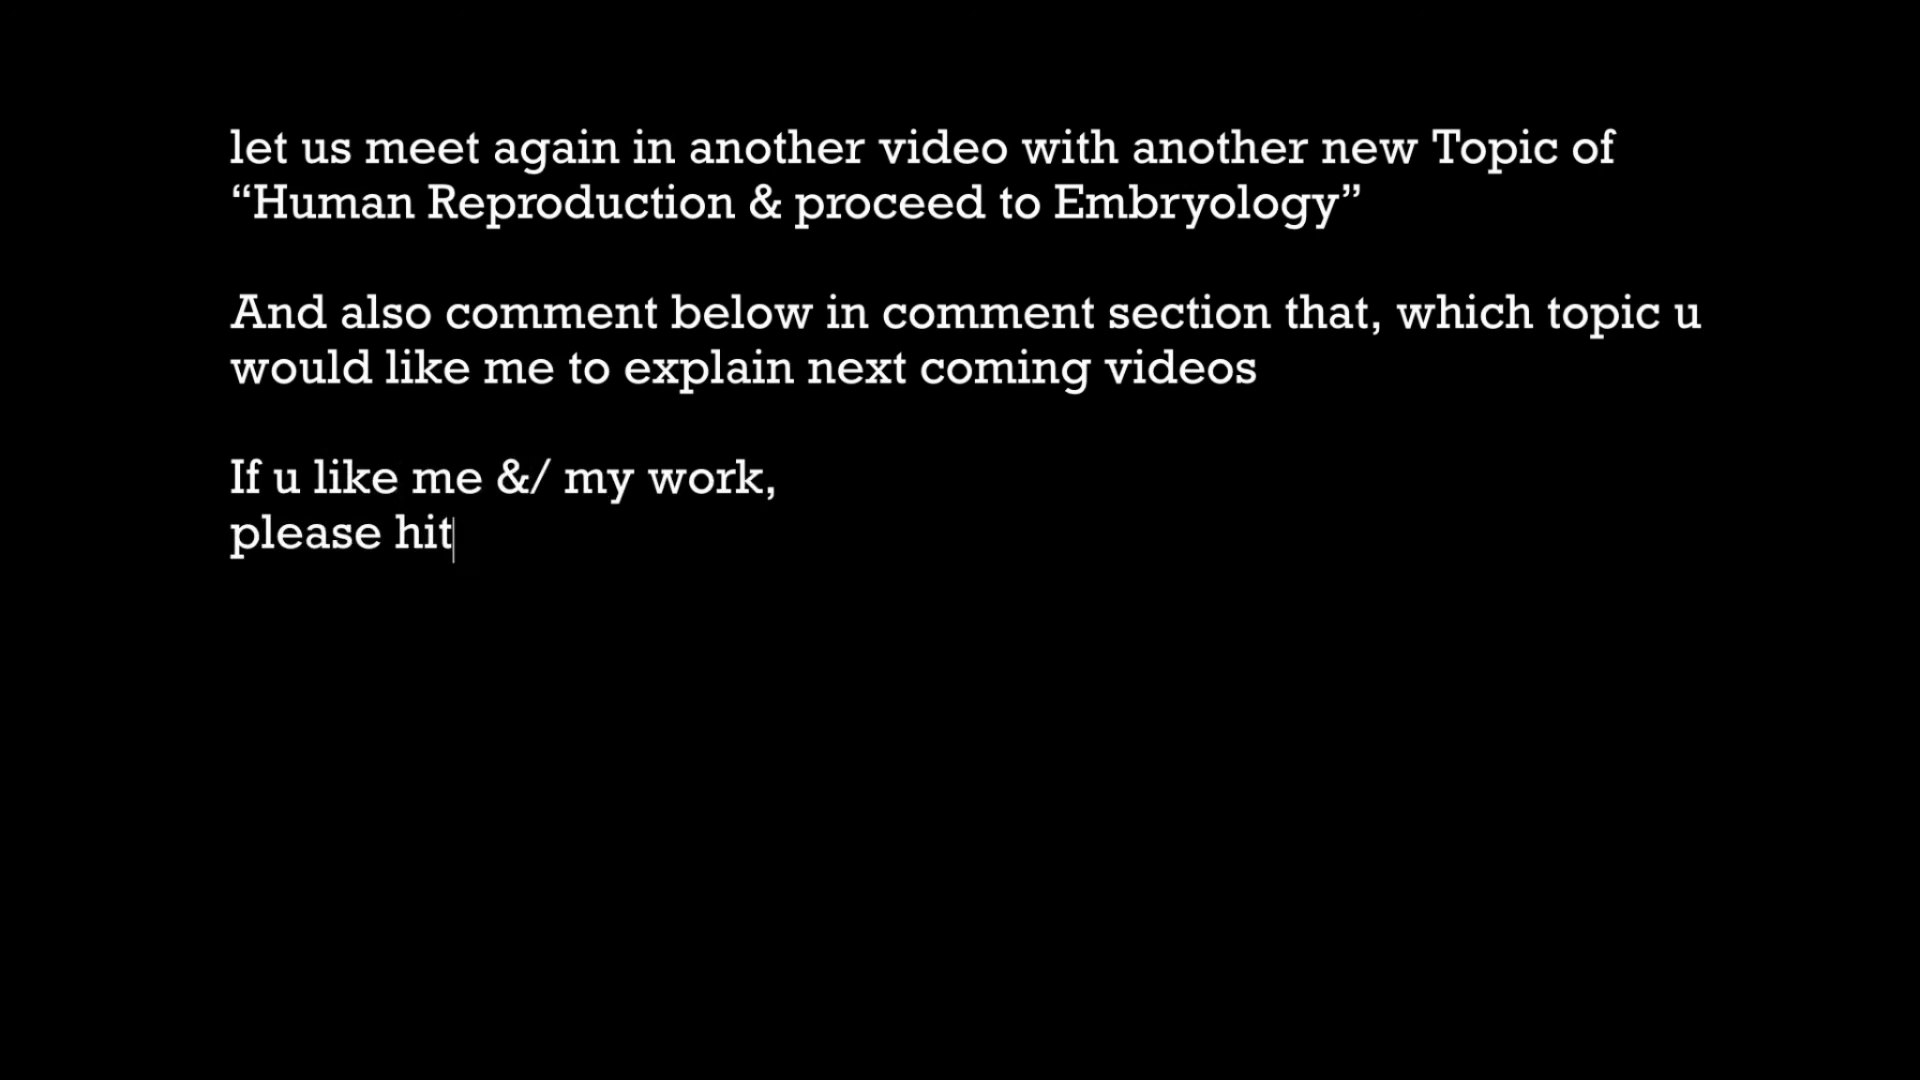 let us meet again in another video with another new Topic of
“Human Reproduction & proceed to Embryology”
And also comment below in comment section that, which topic u
would like me to explain next coming videos
If u like me &/ my work,
please hit